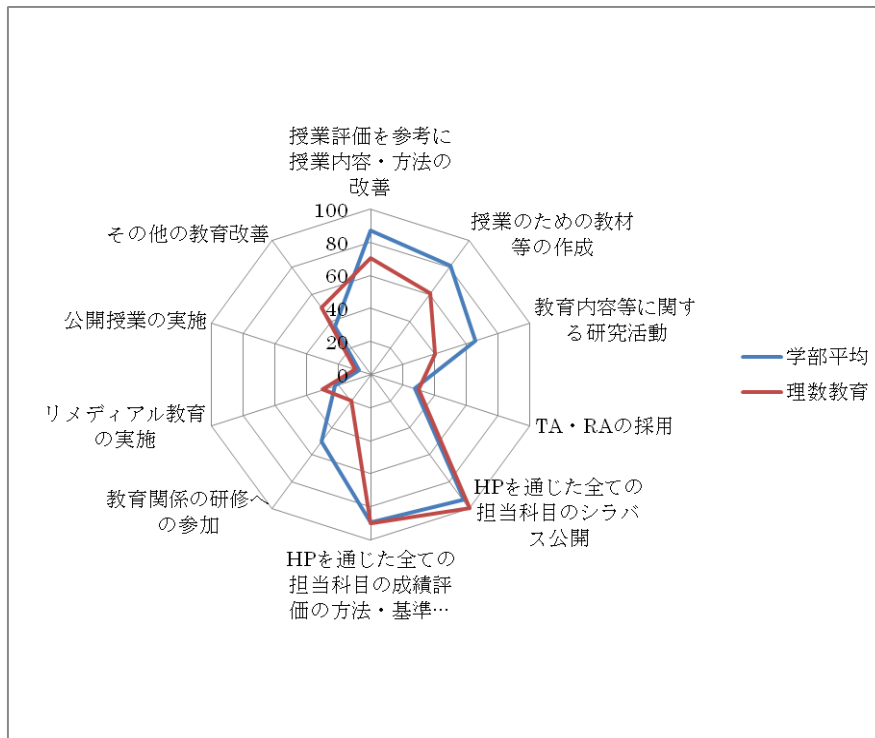 授業評価を参考に
授業内容・方法の
改善
授業のための教材
等の作成
教育内容等に関す
る研究活動
TA・RAの採用
HPを通じた全ての
担当科目のシラバ
ス公開
HPを通じた全ての
担当科目の成績評
価の方法・基準…
教育関係の研修へ
の参加
リメディアル教育
の実施
公開授業の実施
その他の教育改善
100
80
60
40
20
0
学部平均
理数教育